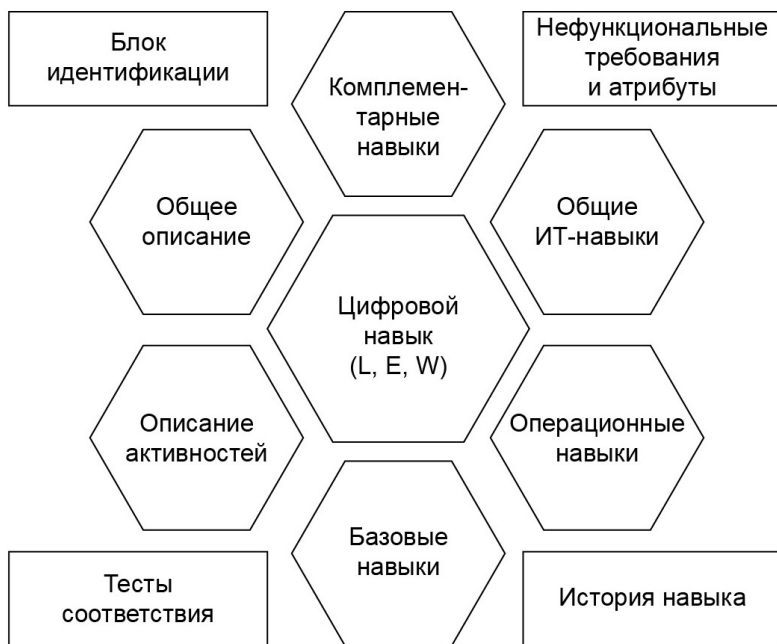 Блок
идентификации
Комплемен-
тарные
навыки
Нефункциональные
требования
и атрибуты
Общее
описание
Общие
ИТ-навыки
Цифровой
навык
(L, E, W)
Описание
активностей
Операционные
навыки
Базовые
навыки
Тесты
соответствия
История навыка